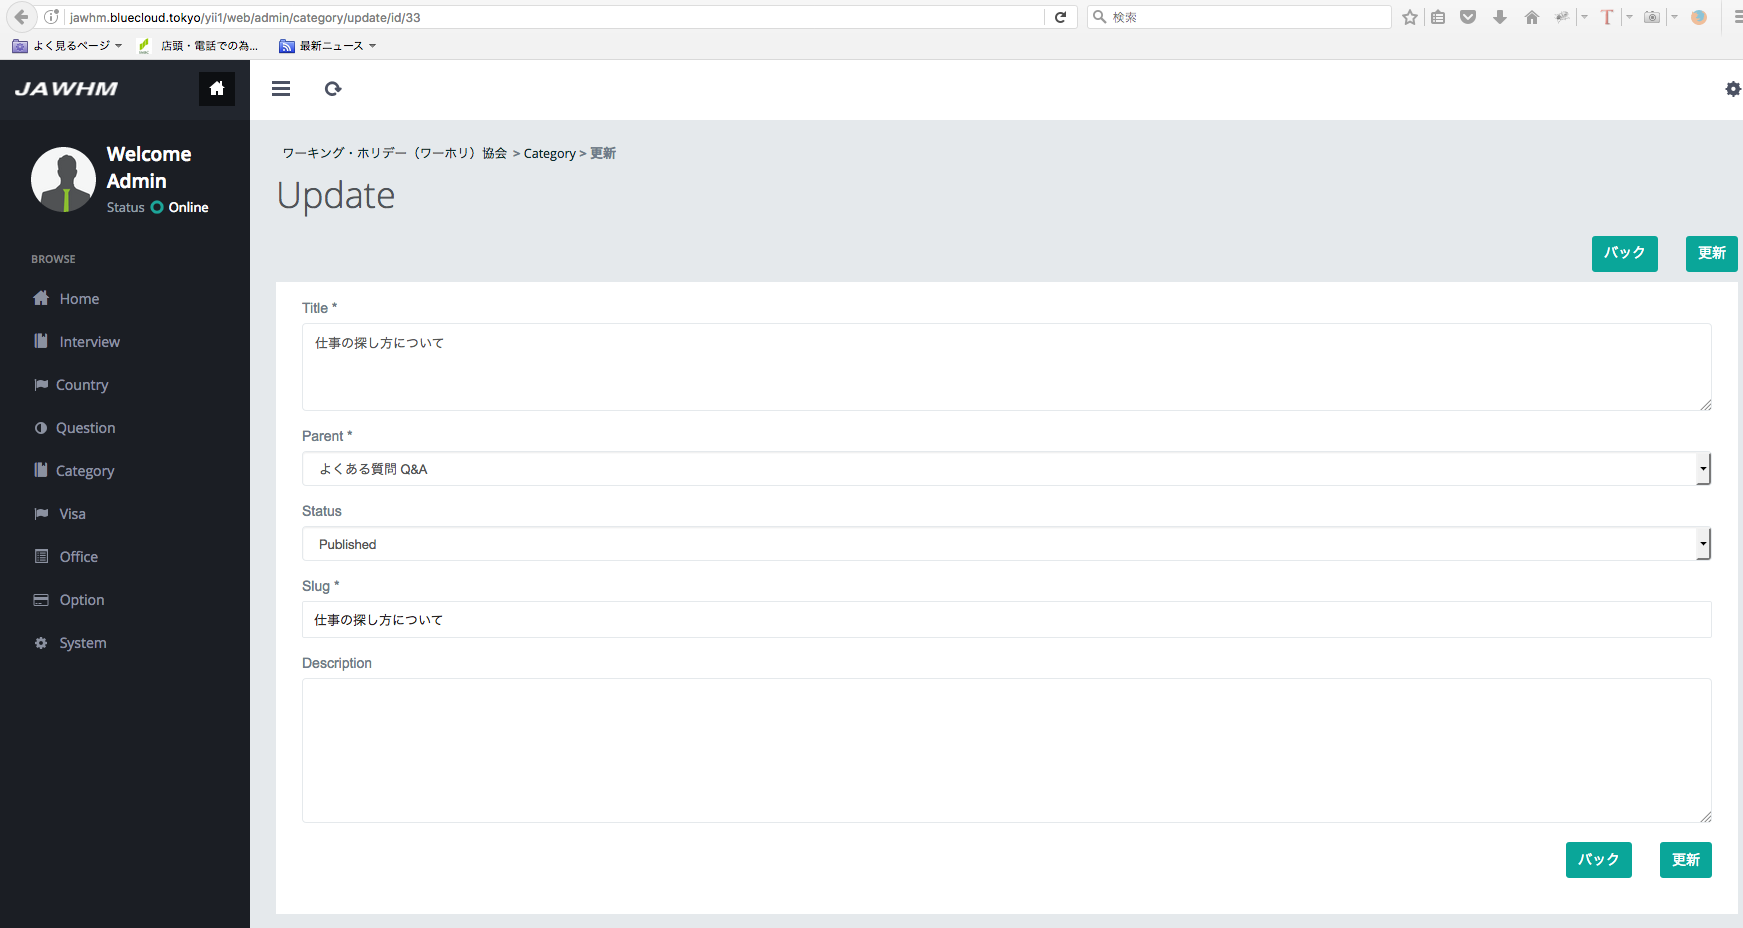 jawhm.bluecloud.tokyo/yii1/web/admin/category/update/id/33
検索
よく見るページ
店頭・電話での為...
最新ニュース
JAWHM
Welcome
Admin
Status Online
BROWSE
Home
Interview
Country
Question
Category
Visa
Office
Option
System
ワーキング・ホリデー（ワーホリ）協会 > Category > 更新
Update
バック 更新
Title *
仕事の探し方について
Parent *
よくある質問 Q&A
Status
Published
Slug *
仕事の探し方について
Description
バック 更新